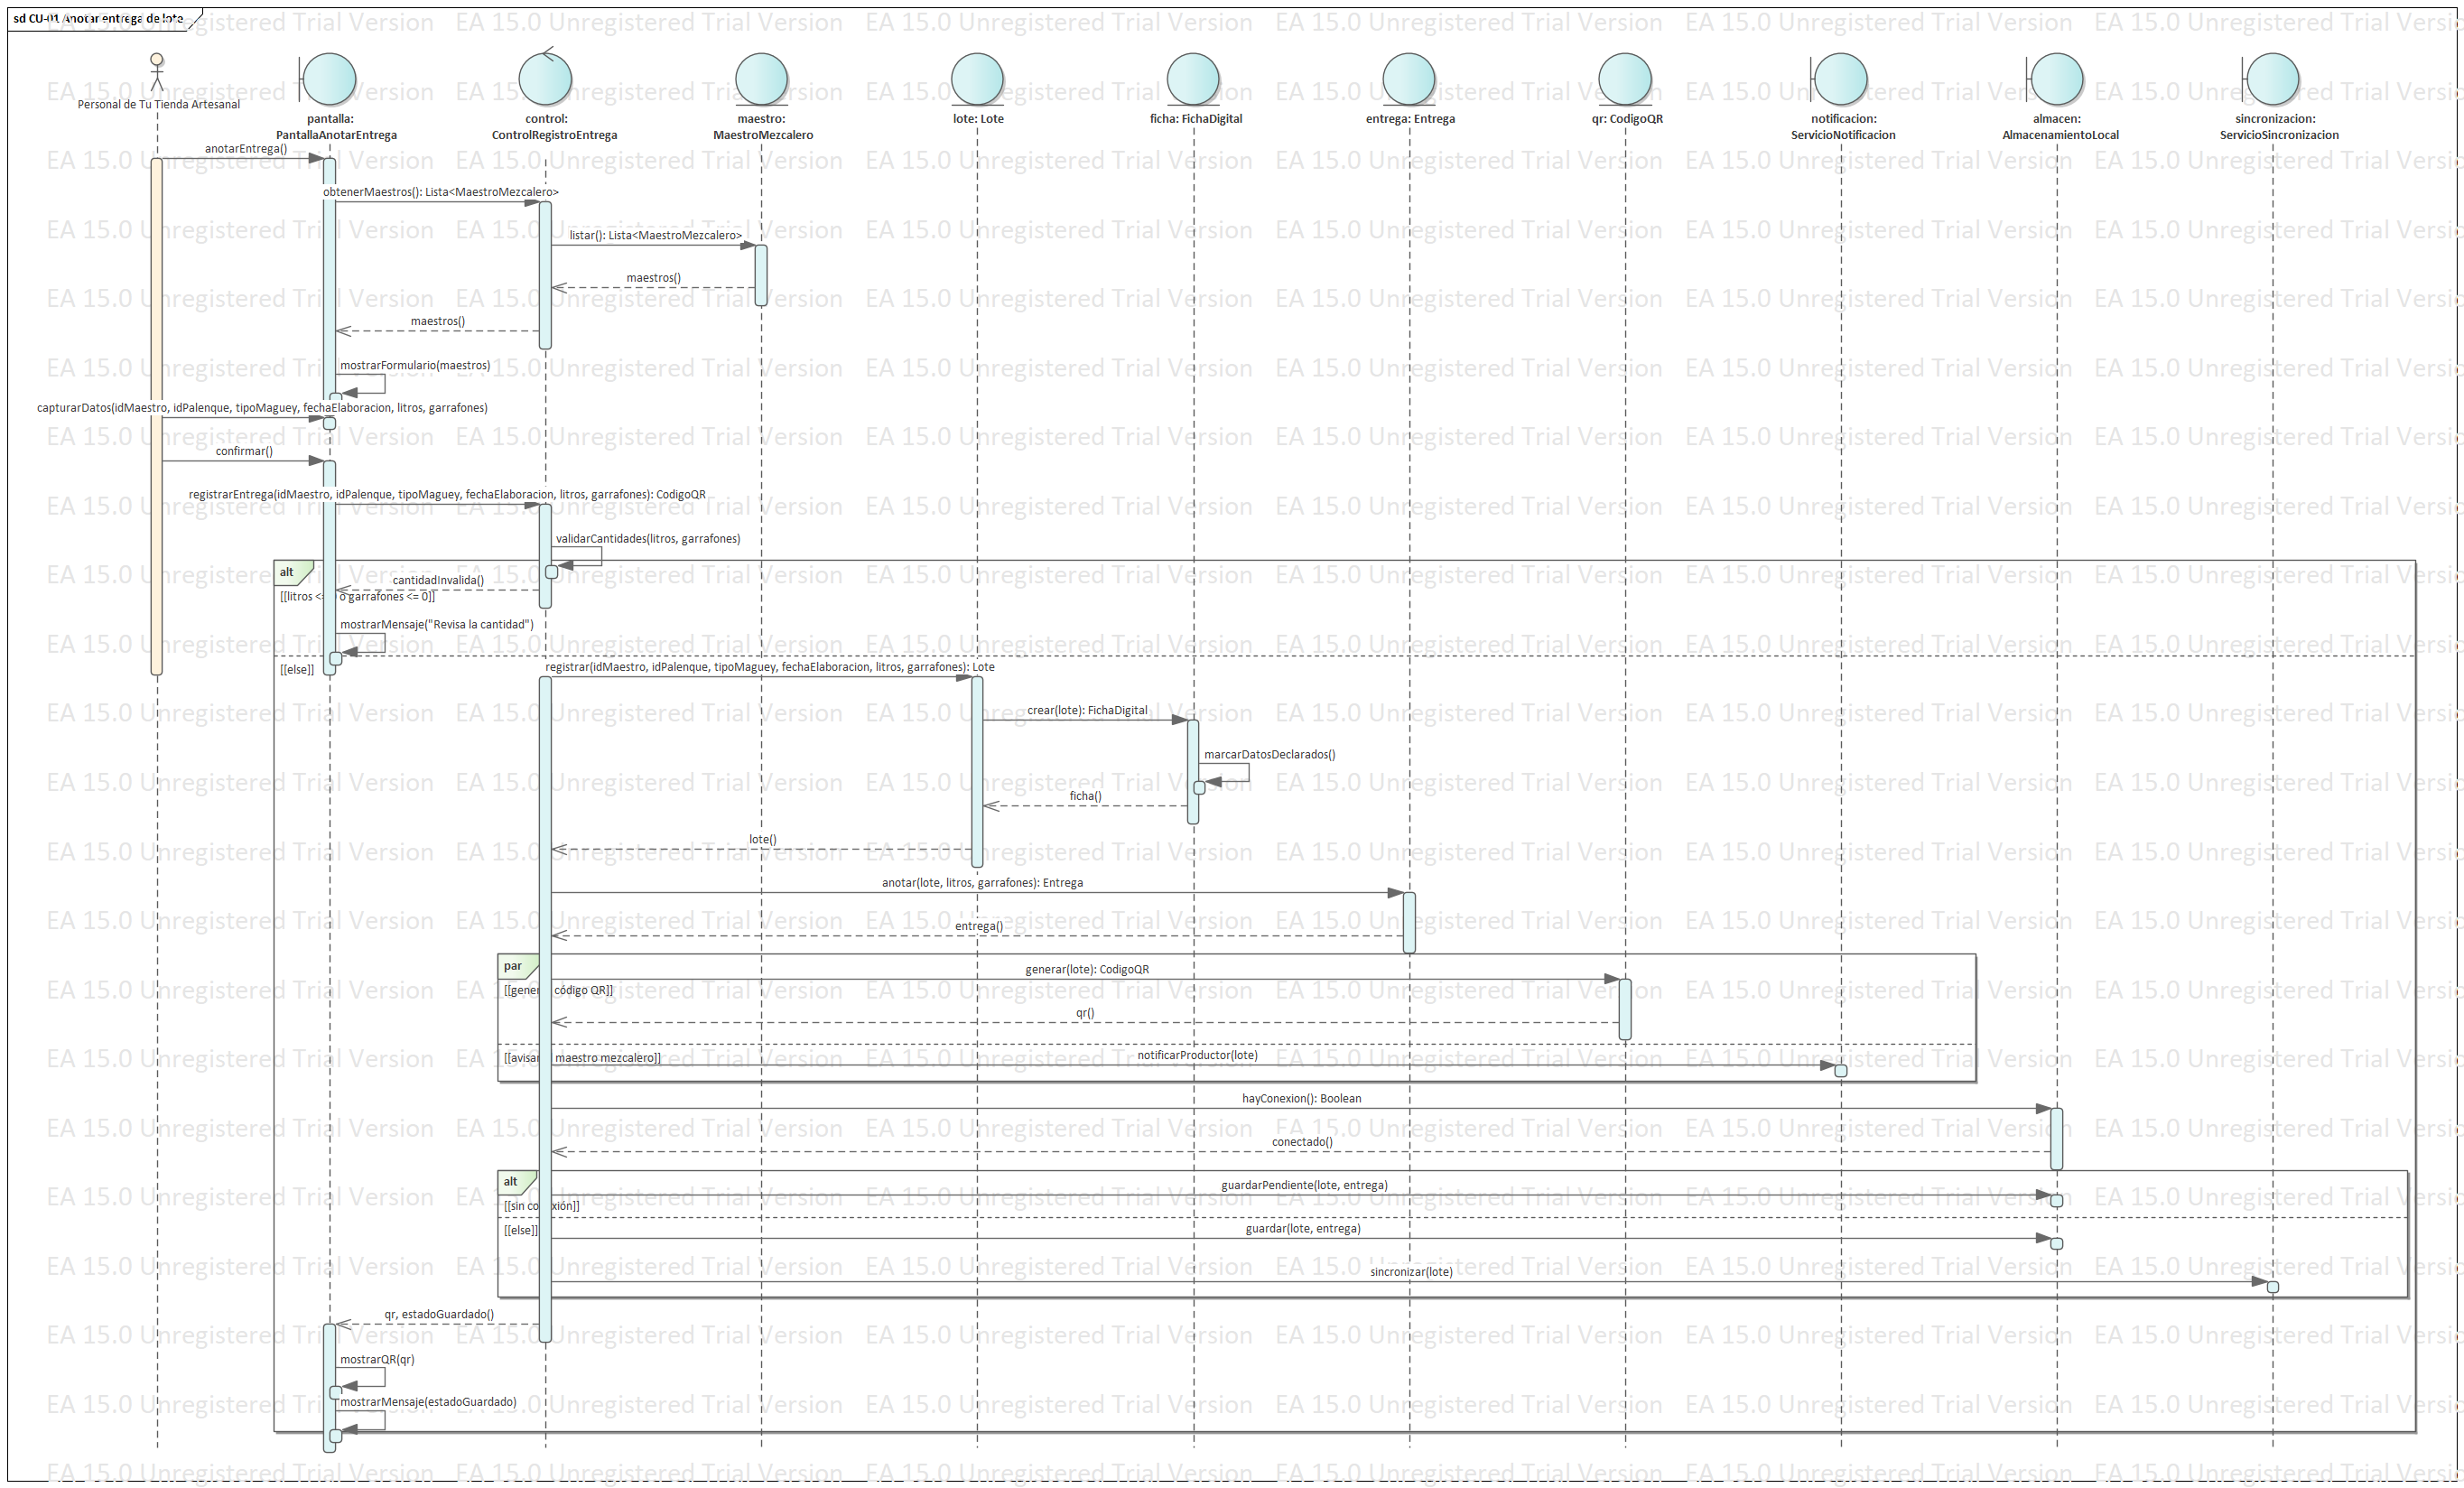 sd CU-01 Anotar entrega de lote
Personal de Tu Tienda Artesanal
pantalla:
PantallaAnotarEntrega
control:
ControlRegistroEntrega
maestro:
MaestroMezcalero
lote: Lote
ficha: FichaDigital
entrega: Entrega
qr: CodigoQR
notificacion:
ServicioNotificacion
almacen:
AlmacenamientoLocal
sincronizacion:
ServicioSincronizacion
anotarEntrega()
obtenerMaestros(): Lista<MaestroMezcalero>
listar(): Lista<MaestroMezcalero>
maestros()
maestros()
mostrarFormulario(maestros)
capturarDatos(idMaestro, idPalenque, tipoMaguey, fechaElaboracion, litros, garrafones)
confirmar()
registrarEntrega(idMaestro, idPalenque, tipoMaguey, fechaElaboracion, litros, garrafones): CodigoQR
validarCantidades(litros, garrafones)
alt
cantidadInvalida()
[[litros <= o garrafones <= 0]]
mostrarMensaje("Revisa la cantidad")
[[else]]
registrar(idMaestro, idPalenque, tipoMaguey, fechaElaboracion, litros, garrafones): Lote
crear(lote): FichaDigital
marcarDatosDeclarados()
ficha()
lote()
anotar(lote, litros, garrafones): Entrega
entrega()
par
generar(lote): CodigoQR
[[generar código QR]]
qr()
[[avisar maestro mezcalero]]
notificarProductor(lote)
hayConexion(): Boolean
conectado()
alt
guardarPendiente(lote, entrega)
[[sin conexión]]
[[else]]
guardar(lote, entrega)
sincronizar(lote)
qr, estadoGuardado()
mostrarQR(qr)
mostrarMensaje(estadoGuardado)
EA 15.0 Unregistered Trial Version